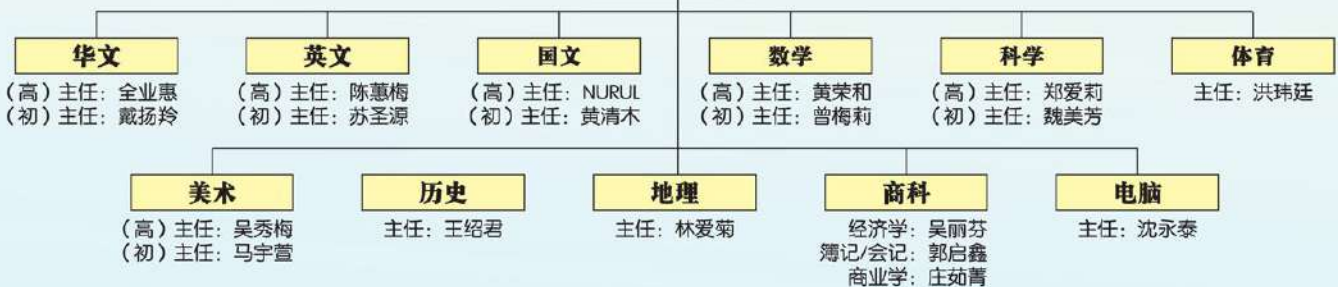 华文
（高）主任：全业惠
（初）主任：戴扬羚
英文
（高）主任：陈蕙梅
（初）主任：苏圣源
国文
（高）主任：NURUL
（初）主任：黄清木
数学
（高）主任：黄荣和
（初）主任：曾梅莉
科学
（高）主任：郑爱莉
（初）主任：魏美芳
体育
主任：洪玮廷
美术
（高）主任：吴秀梅
（初）主任：马宇萱
历史
主任：王绍君
地理
主任：林爱菊
商科
经济学：吴丽芬
簿记/会记：郭启鑫
商业学：庄茹菁
电脑
主任：沈永泰